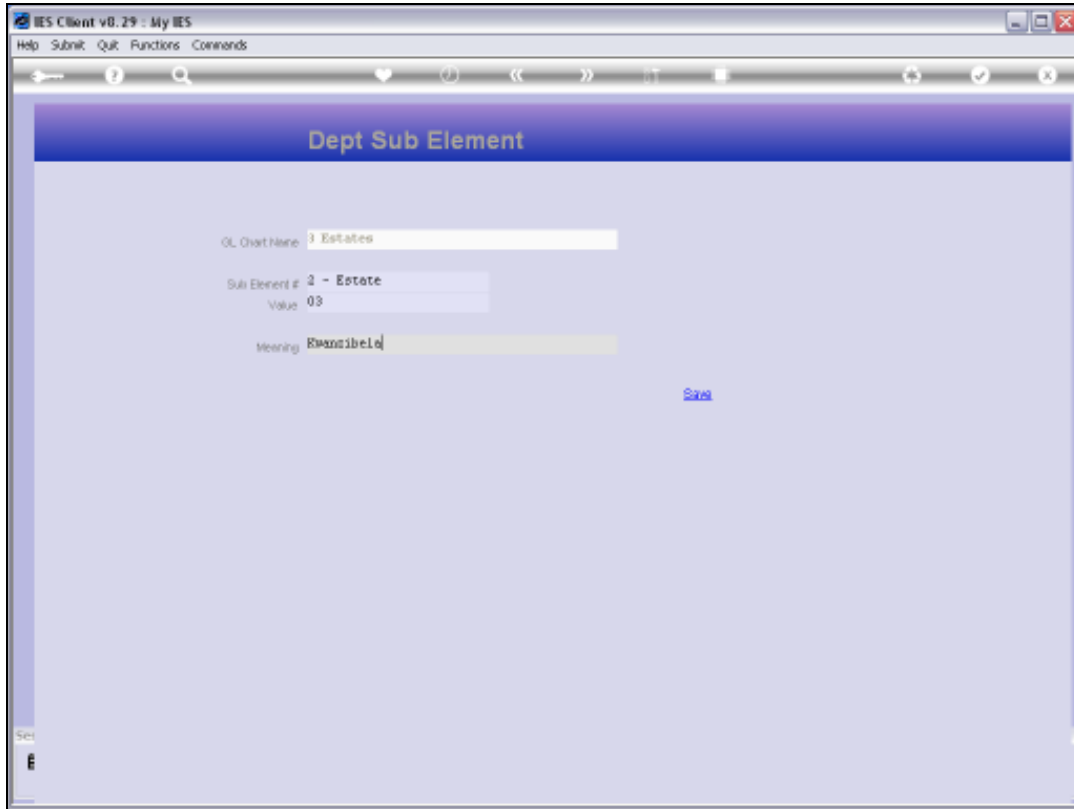 IES Client v8.29 : My IES
Help Submit Quit Functions Commands
Dept Sub Element
GL Chart Name 3 Estates
Sub Element # 2 - Estate
Value 03
Meaning Kwanzibela
Save
Ses